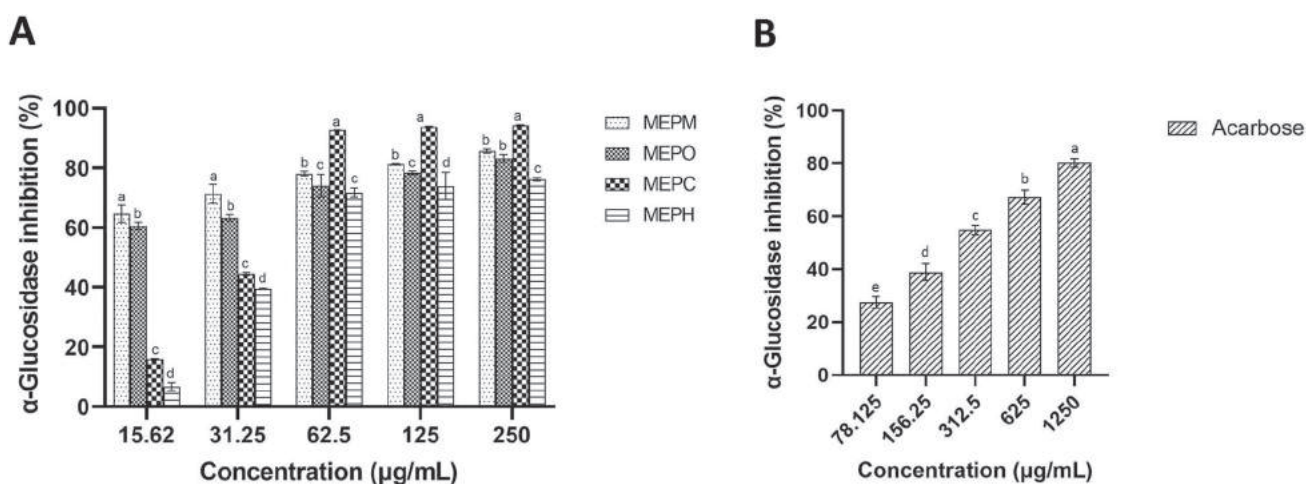 A
α-Glucosidase inhibition (%)
100
80
60
40
20
0
a
b
c
d
a
b
c
d
b
c
a
c
b
c
a
d
b
b
a
c
15.62
31.25
62.5
125
250
Concentration (µg/mL)
MEPM
MEPO
MEPC
MEPH
B
α-Glucosidase inhibition (%)
100
80
60
40
20
0
e
d
c
b
a
78.125
156.25
312.5
625
1250
Concentration (µg/mL)
Acarbose